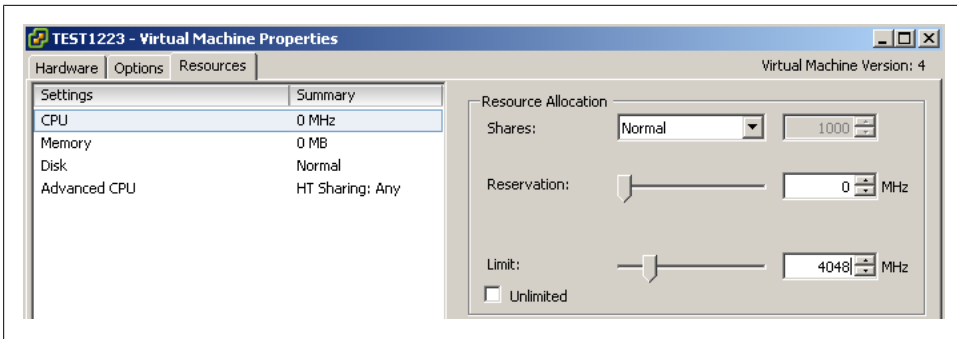 TEST1223 - Virtual Machine Properties
Hardware Options Resources Virtual Machine Version: 4
Settings Summary
CPU 0 MHz
Memory 0 MB
Disk Normal
Advanced CPU HT Sharing: Any
Resource Allocation
Shares: Normal 1000
Reservation: 0 MHz
Limit: 4048 MHz
Unlimited